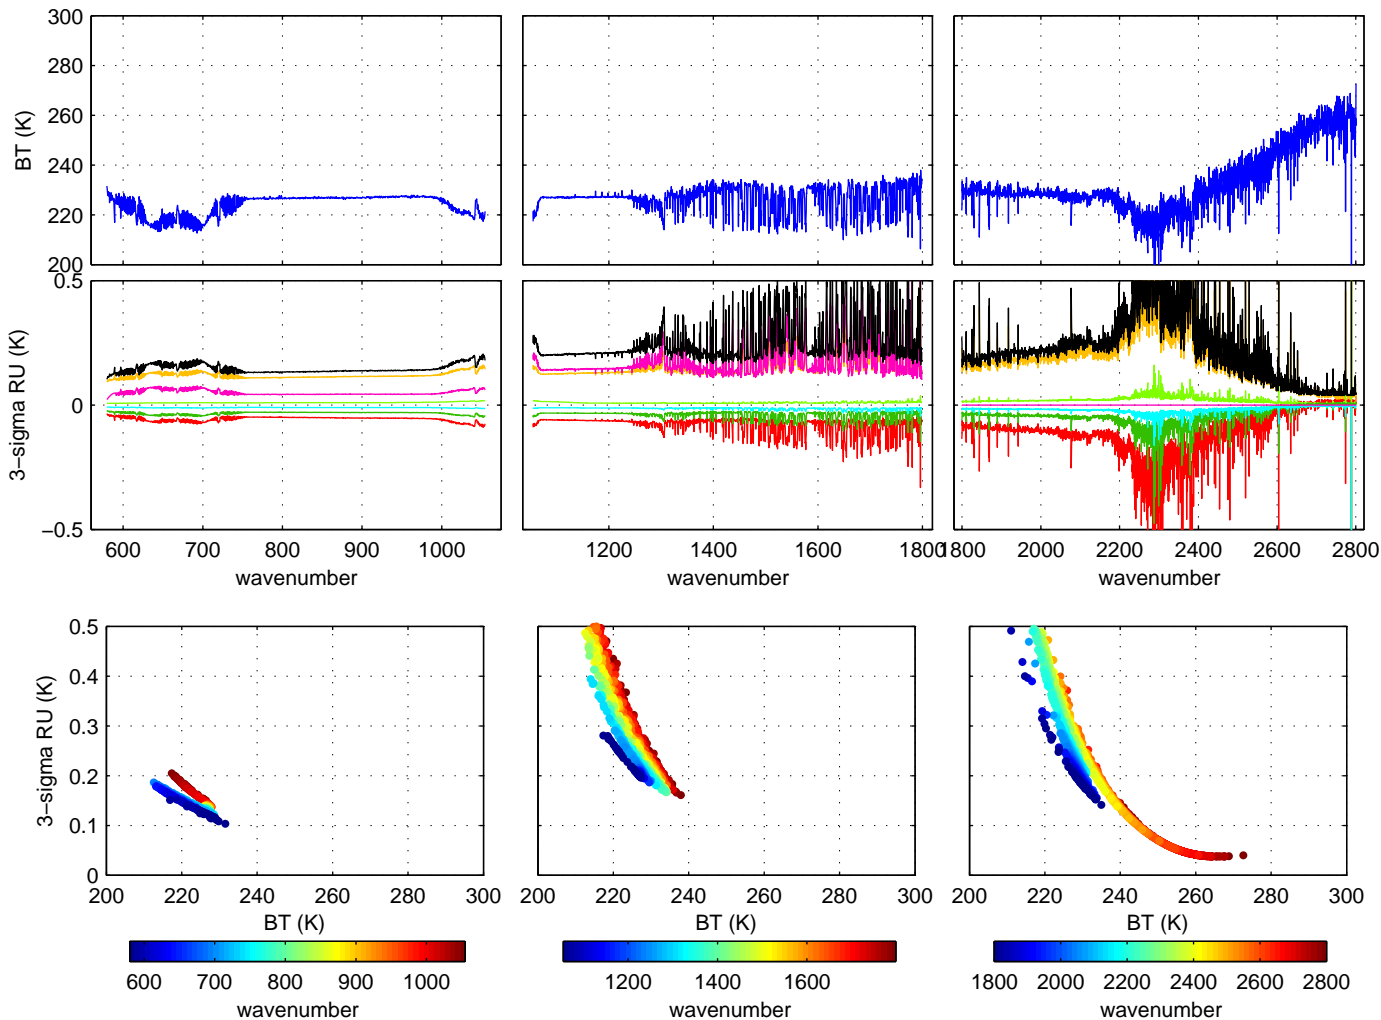 300
280
260
240
220
200
BT (K)
0.5
0
−0.5
3−sigma RU (K)
600 700 800 900 1000
1200 1400 1600 1800
1800 2000 2200 2400 2600 2800
wavenumber wavenumber wavenumber
0.5
0.4
0.3
0.2
0.1
0
3−sigma RU (K)
200 220 240 260 280 300
200 220 240 260 280 300
200 220 240 260 280 300
BT (K) BT (K) BT (K)
600 700 800 900 1000
1200 1400 1600
1800 2000 2200 2400 2600 2800
wavenumber wavenumber wavenumber